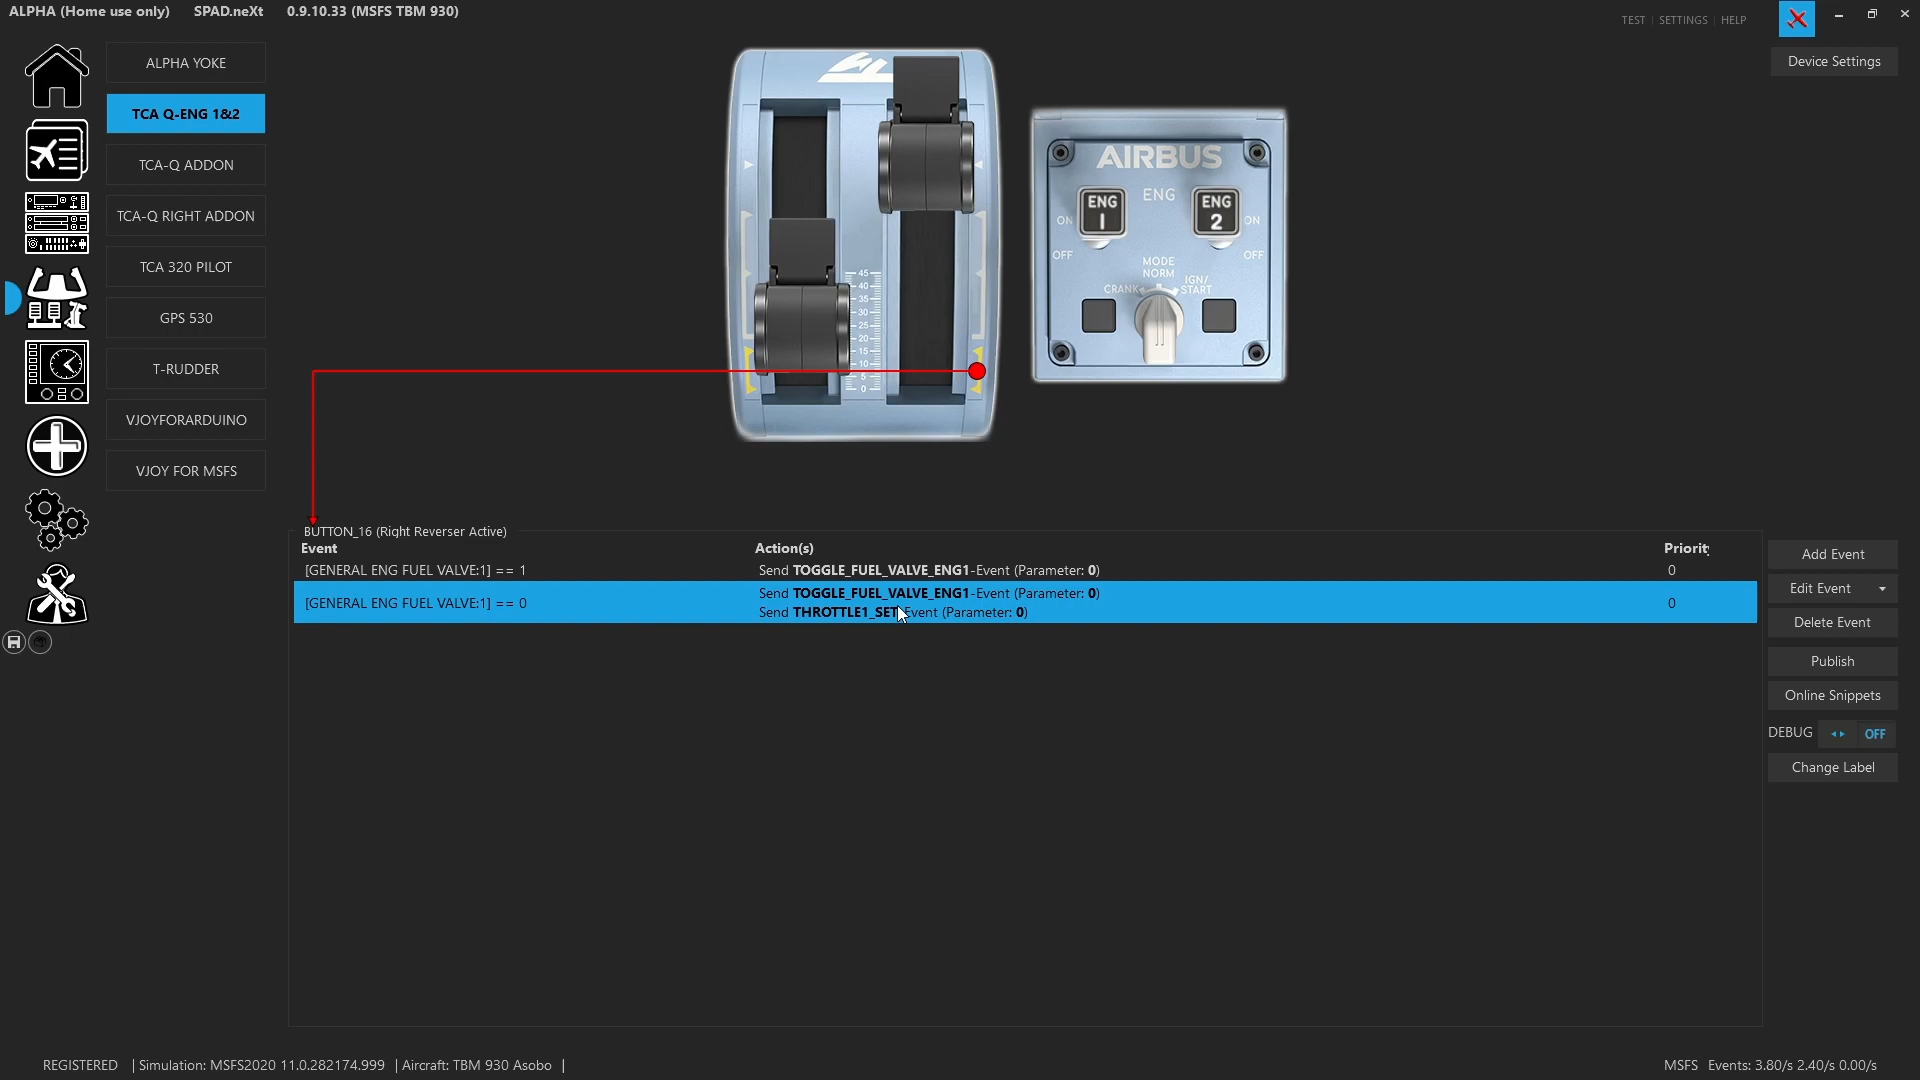 ALPHA (Home use only) SPAD.neXt 0.9.10.33 (MSFS TBM 930)
TEST | SETTINGS | HELP
Device Settings
ALPHA YOKE
TCA Q-ENG 1&2
TCA-Q ADDON
TCA-Q RIGHT ADDON
TCA 320 PILOT
GPS 530
T-RUDDER
VJOYFORARDUINO
VJOY FOR MSFS
45
40
35
30
25
20
15
10
5
0
AIRBUS
ENG 1
ENG
ENG 2
ON
ON
OFF
OFF
MODE
NORM
CRANK
IGN/
START
BUTTON_16 (Right Reverser Active)
Event Action(s) Priority
[GENERAL ENG FUEL VALVE:1] == 1 Send TOGGLE_FUEL_VALVE_ENG1-Event (Parameter: 0) 0
[GENERAL ENG FUEL VALVE:1] == 0 Send TOGGLE_FUEL_VALVE_ENG1-Event (Parameter: 0) 0
Send THROTTLE1_SET-Event (Parameter: 0)
Add Event
Edit Event
Delete Event
Publish
Online Snippets
DEBUG OFF
Change Label
REGISTERED | Simulation: MSFS2020 11.0.282174.999 | Aircraft: TBM 930 Asobo |
MSFS Events: 3.80/s 2.40/s 0.00/s